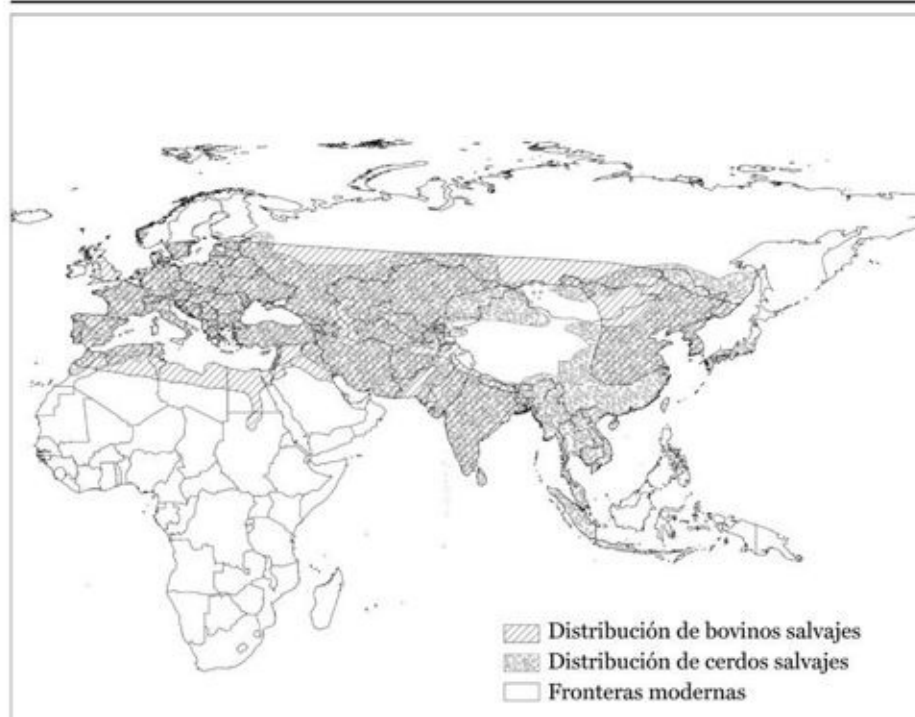 Distribución de bovinos salvajes
Distribución de cerdos salvajes
Fronteras modernas